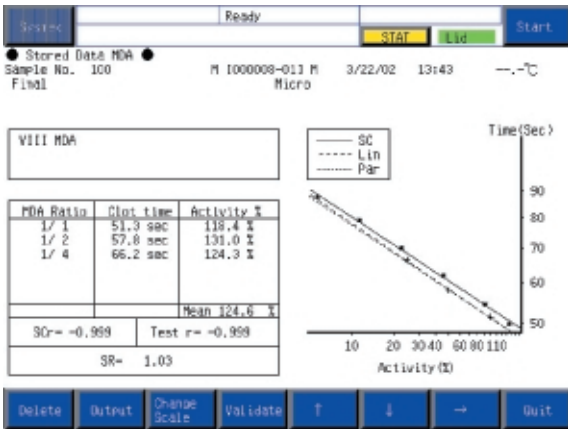 Sysmex
Ready
STAT
Lid
Start
Stored Data MDA
Sample No. 100
M [000008-01] M
3/22/02 13:43
--.-℃
Final
Micro
VIII MDA
SC
Lin
Par
Time(Sec)
MDA Ratio Clot time Activity %
1/ 1 51.3 sec 118.4 %
1/ 2 57.8 sec 131.0 %
1/ 4 66.2 sec 124.3 %
Mean 124.6 %
SCr= -0.999 Test r= -0.999
SR= 1.03
90
80
70
60
50
10 20 30 40 60 80 110
Activity(%)
Delete Output Change Scale Validate ↑ ↓ → Quit